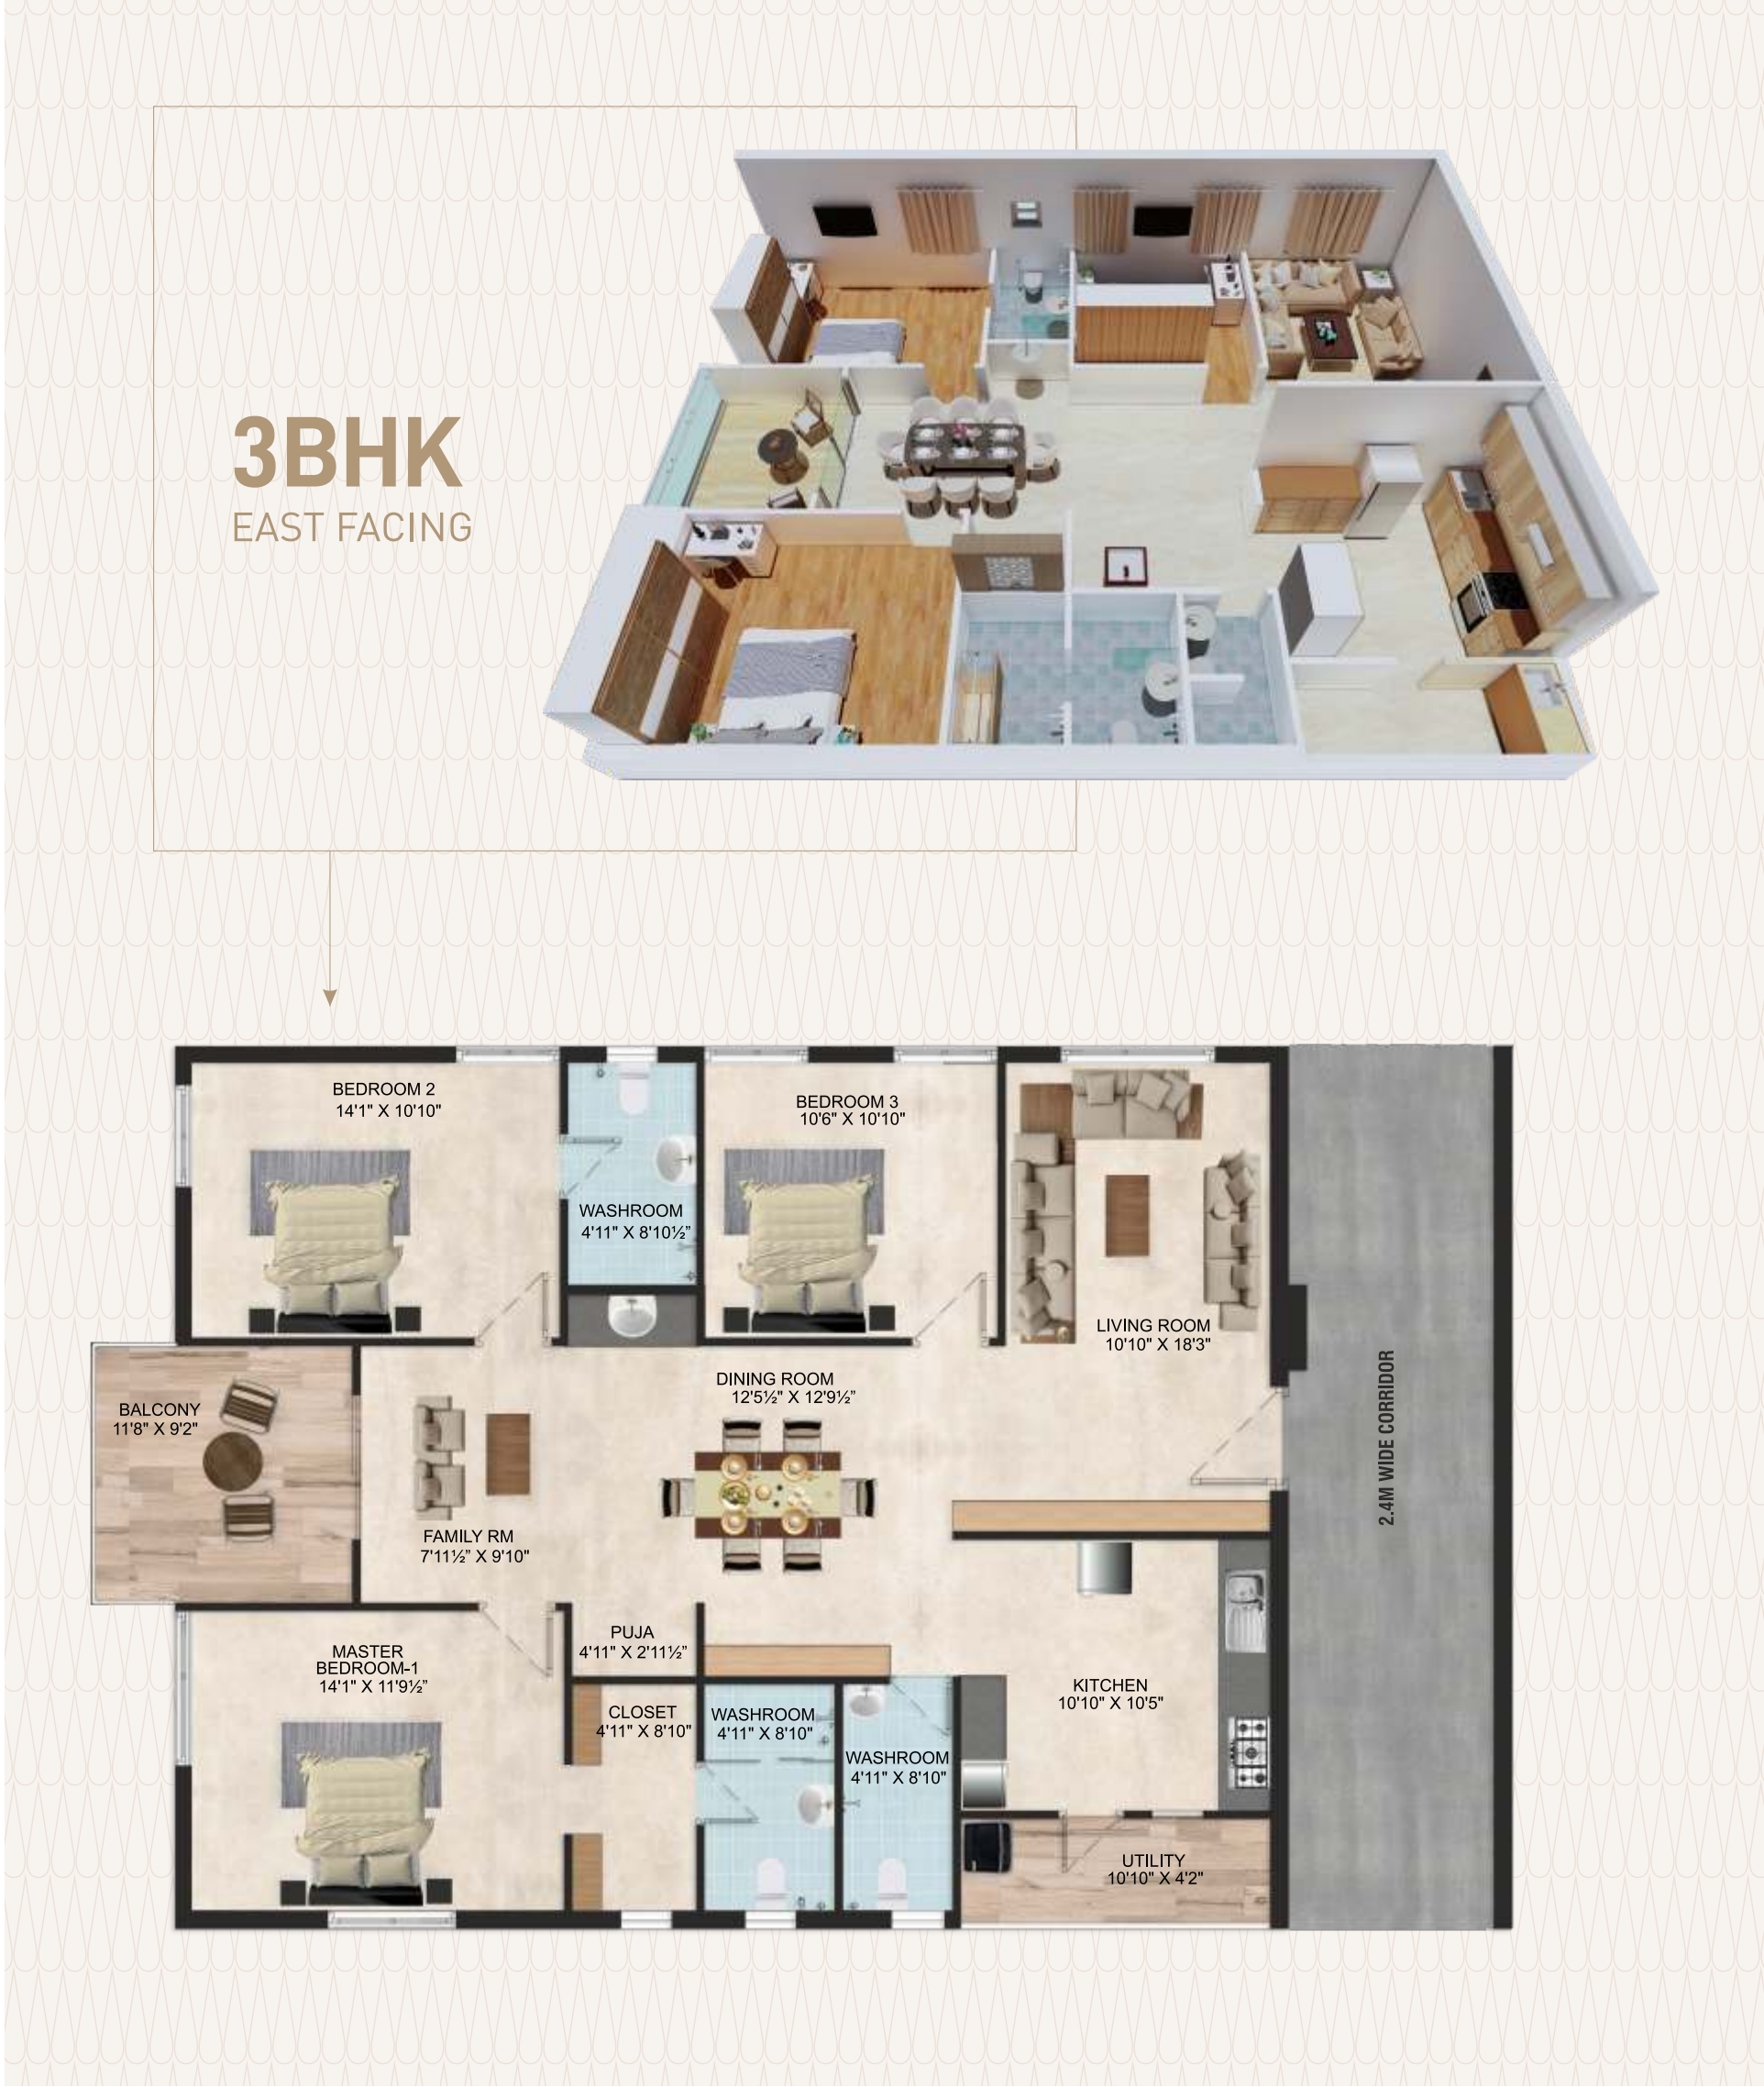 3BHK
EAST FACING
BEDROOM 2
14'1" X 10'10"
WASHROOM
4'11" X 8'10½”
BEDROOM 3
10'6" X 10'10"
LIVING ROOM
10'10" X 18'3"
BALCONY
11'8" X 9'2"
FAMILY RM
7'11½” X 9'10"
DINING ROOM
12'5½" X 12'9½”
2.4M WIDE CORRIDOR
MASTER
BEDROOM-1
14'1" X 11'9½”
PUJA
4'11" X 2'11½”
CLOSET
4'11" X 8'10"
WASHROOM
4'11" X 8'10"
WASHROOM
4'11" X 8'10"
KITCHEN
10'10" X 10'5"
UTILITY
10'10" X 4'2"